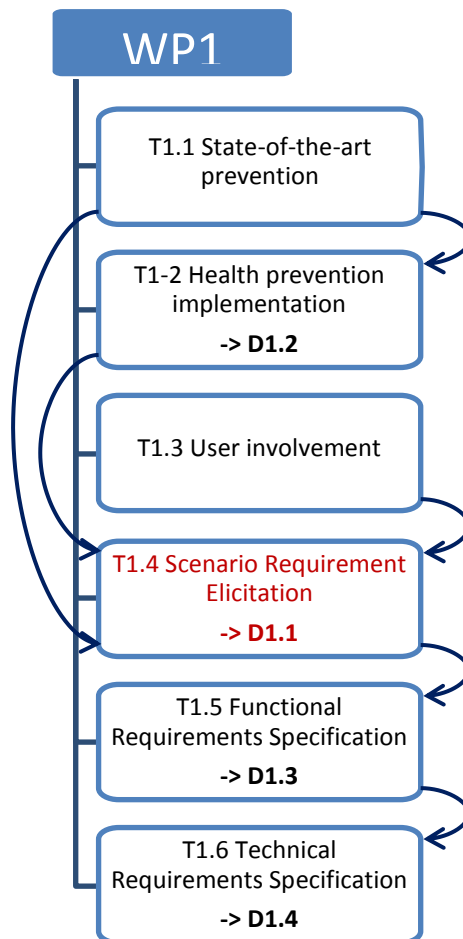 WP1
T1.1 State-of-the-art
prevention
T1-2 Health prevention
implementation
-> D1.2
T1.3 User involvement
T1.4 Scenario Requirement
Elicitation
-> D1.1
T1.5 Functional
Requirements Specification
-> D1.3
T1.6 Technical
Requirements Specification
-> D1.4